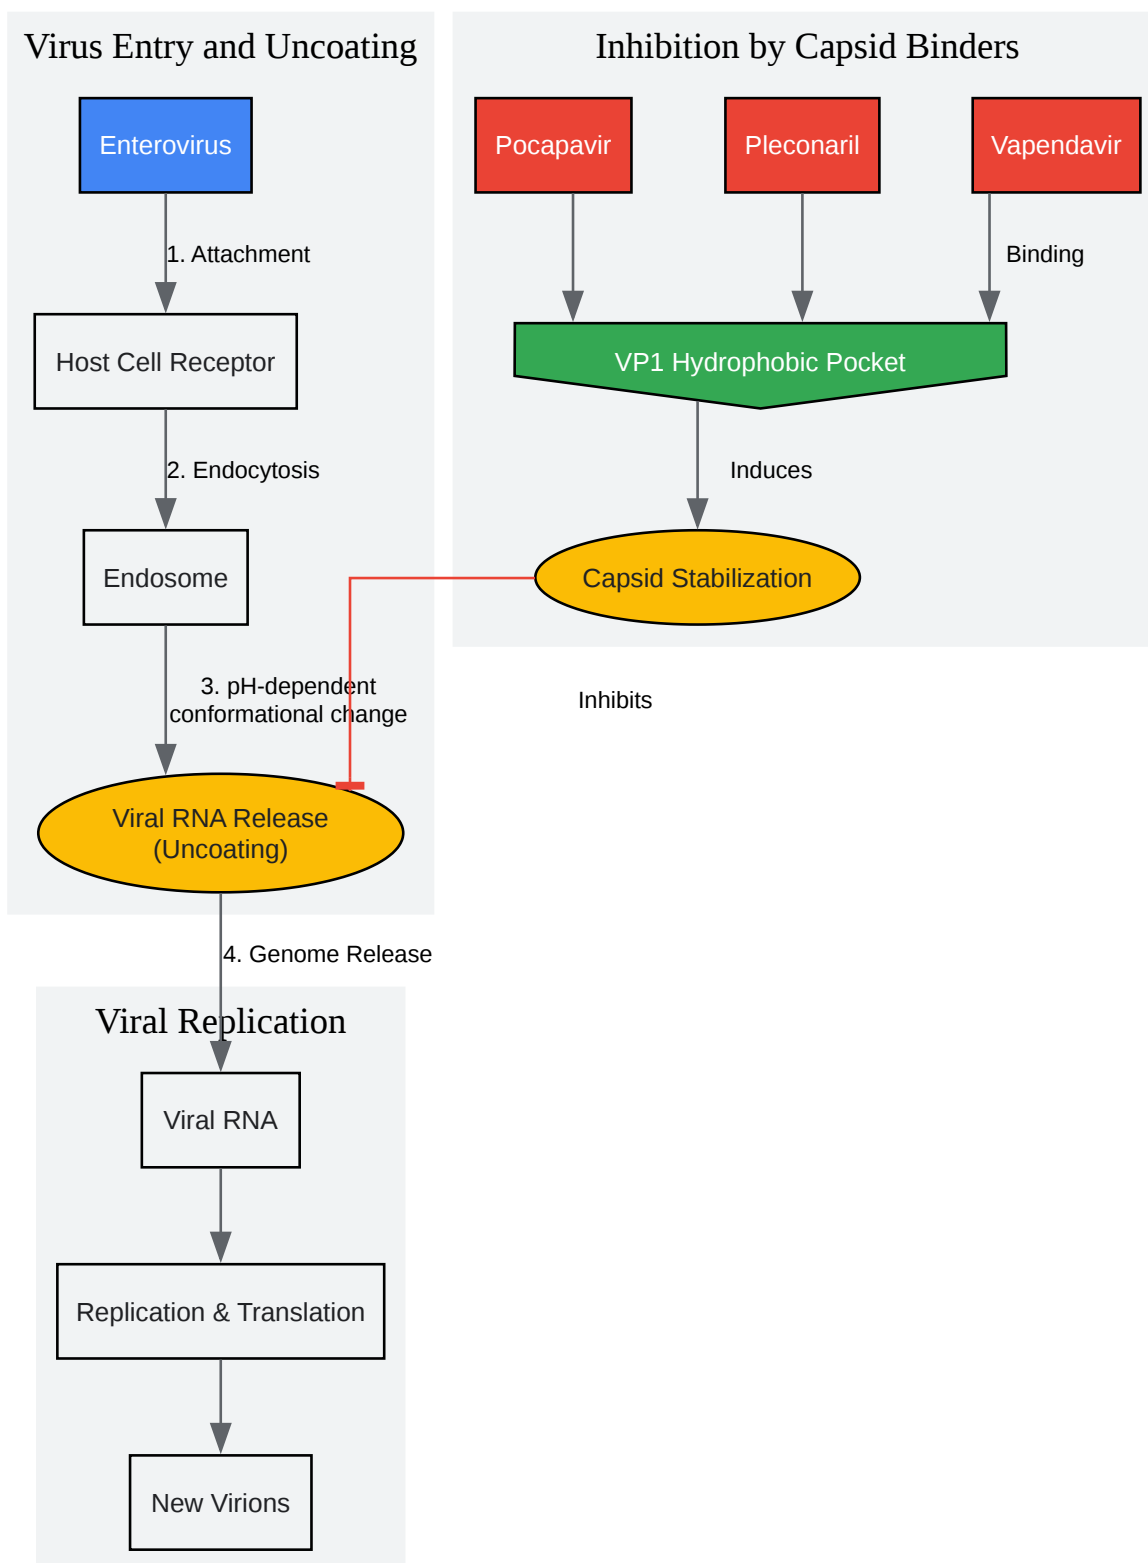 Virus Entry and Uncoating
Enterovirus
1. Attachment
Host Cell Receptor
2. Endocytosis
Endosome
3. pH-dependent
conformational change
Viral RNA Release
(Uncoating)
4. Genome Release
Viral Replication
Viral RNA
Replication & Translation
New Virions
Inhibition by Capsid Binders
Pocapavir
Pleconaril
Vapendavir
Binding
VP1 Hydrophobic Pocket
Induces
Capsid Stabilization
Inhibits